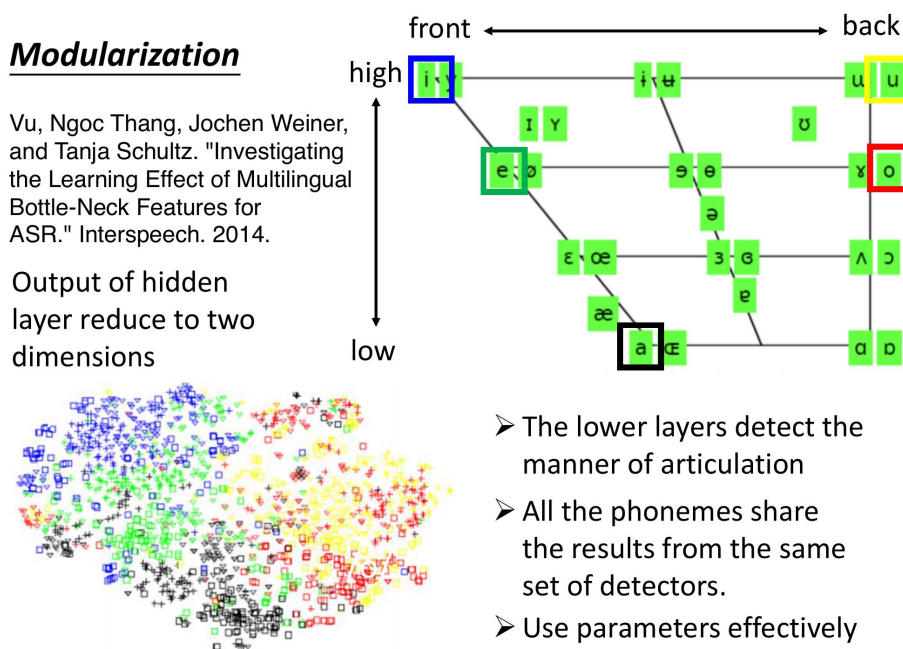 Modularization
Vu, Ngoc Thang, Jochen Weiner,
and Tanja Schultz. "Investigating
the Learning Effect of Multilingual
Bottle-Neck Features for
ASR." Interspeech. 2014.
Output of hidden
layer reduce to two
dimensions
front
back
high
low
i y ɨ ʉ ɯ u
ɪ ʏ ʊ
e ø ɘ ɵ ɤ o
ə
ɛ œ ɜ ɞ ʌ ɔ
æ ɐ
a ɶ ɑ ɒ
➢ The lower layers detect the
manner of articulation
➢ All the phonemes share
the results from the same
set of detectors.
➢ Use parameters effectively